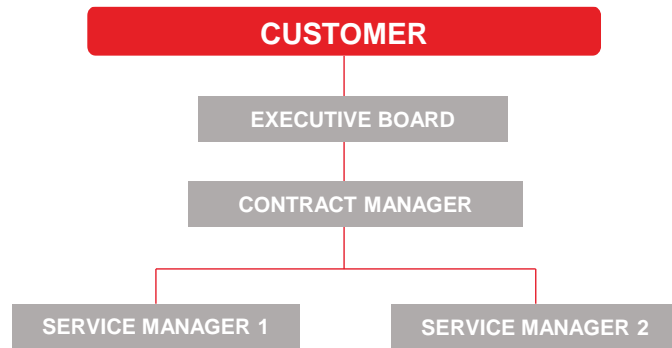 CUSTOMER
EXECUTIVE BOARD
CONTRACT MANAGER
SERVICE MANAGER 1
SERVICE MANAGER 2